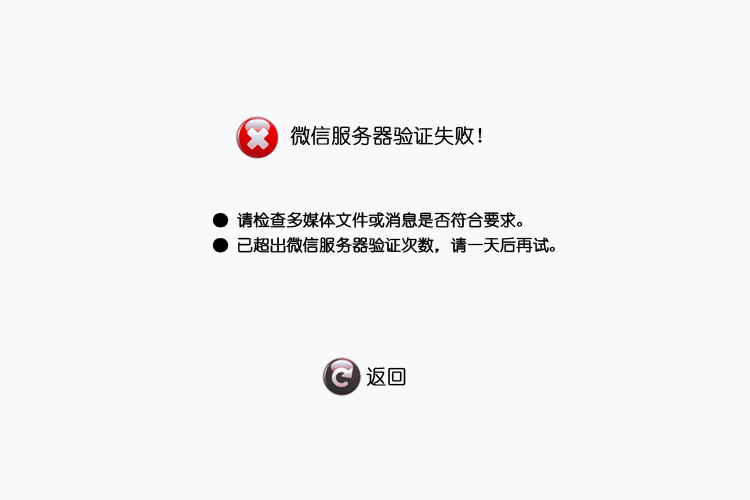 微信服务器验证失败!
● 请检查多媒体文件或消息是否符合要求。
● 已超出微信服务器验证次数，请一天后再试。
返回